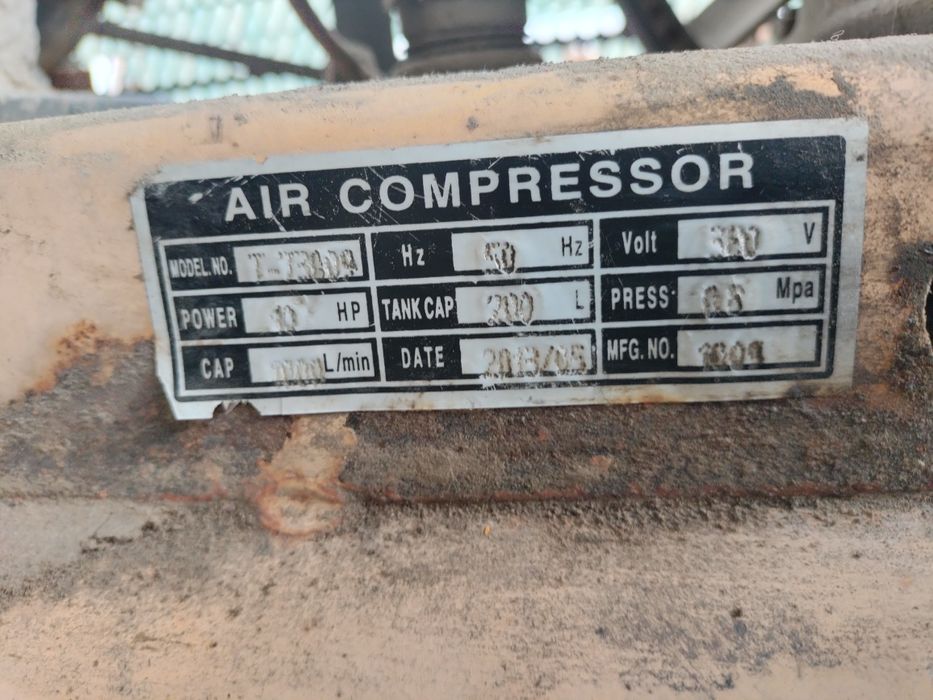 AIR COMPRESSOR
MODEL.NO. Hz 50 Hz Volt V
POWER 10 HP TANK CAP 200 L PRESS. Mpa
CAP L/min DATE MFG. NO.